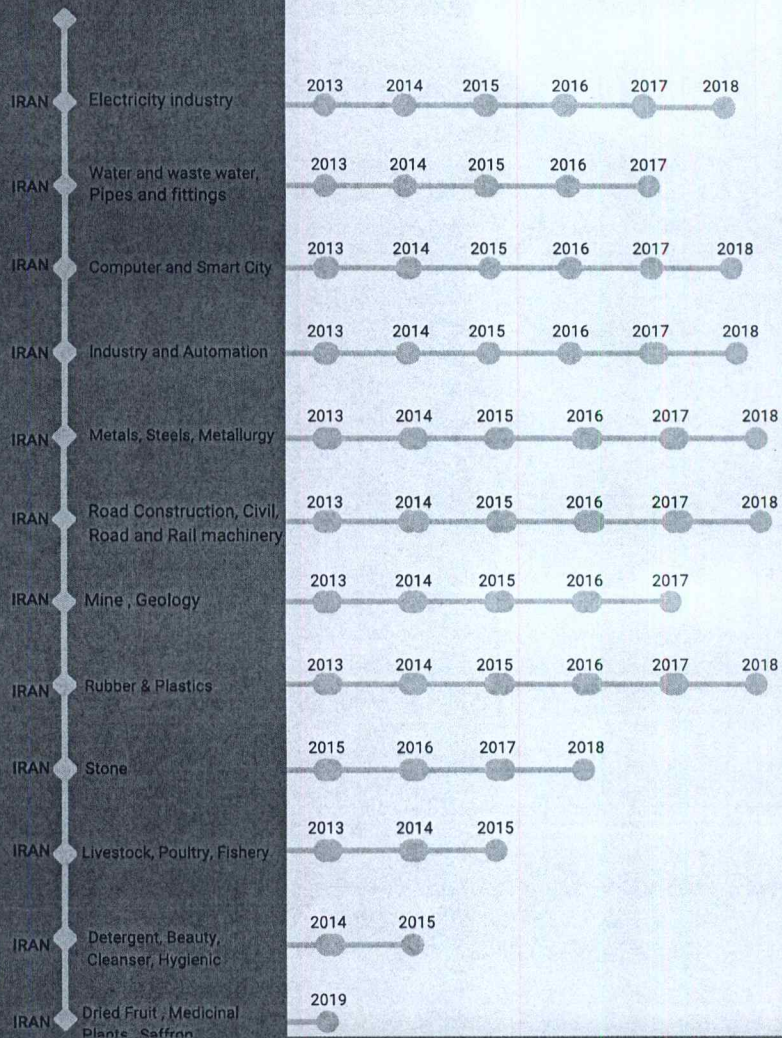 2013 2014 2015 2016 2017 2018
IRAN Electricity industry
2013 2014 2015 2016 2017
IRAN Water and waste water,
Pipes and fittings
2013 2014 2015 2016 2017 2018
IRAN Computer and Smart City
2013 2014 2015 2016 2017 2018
IRAN Industry and Automation
2013 2014 2015 2016 2017 2018
IRAN Metals, Steels, Metallurgy
2013 2014 2015 2016 2017 2018
IRAN Road Construction, Civil,
Road and Rail machinery
2013 2014 2015 2016 2017
IRAN Mine , Geology
2013 2014 2015 2016 2017 2018
IRAN Rubber & Plastics
2015 2016 2017 2018
IRAN Stone
2013 2014 2015
IRAN Livestock, Poultry, Fishery
2014 2015
IRAN Detergent, Beauty,
Cleanser, Hygienic
2019
IRAN Dried Fruit , Medicinal
Plants, Saffron